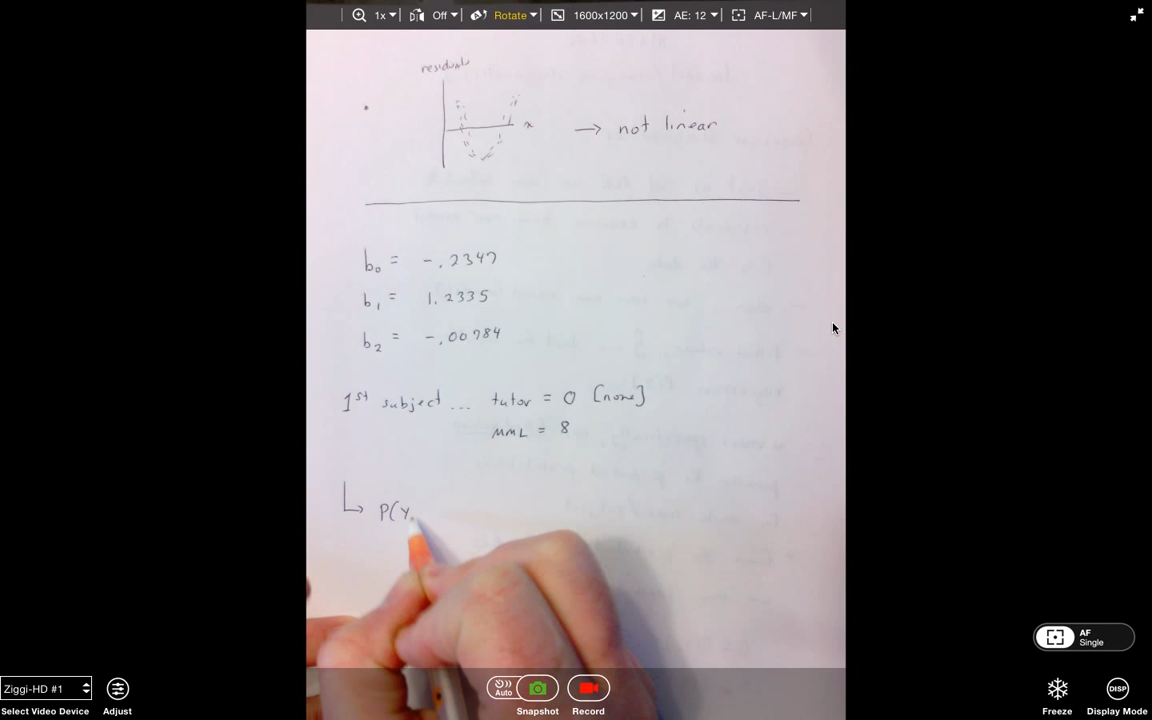 1x Off Rotate 1600x1200 AE: 12 AF-L/MF
residuals
x → not linear
b₀ = -.2347
b₁ = 1.2335
b₂ = -.00784
1st subject... tutor = 0 [none]
MML = 8
P(Y
AF
Single
Ziggi-HD #1
Auto
DISP
Select Video Device Adjust Snapshot Record Freeze Display Mode